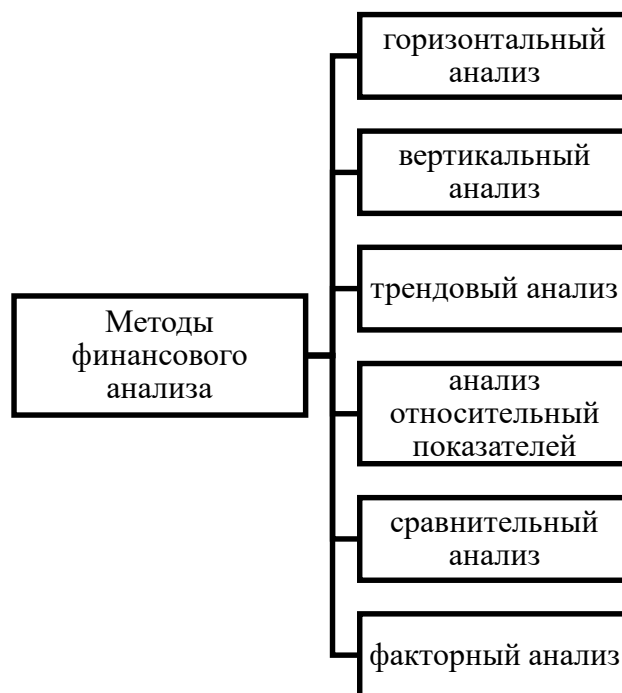 горизонтальный
анализ
вертикальный
анализ
трендовый анализ
Методы
финансового
анализа
анализ
относительный
показателей
сравнительный
анализ
факторный анализ